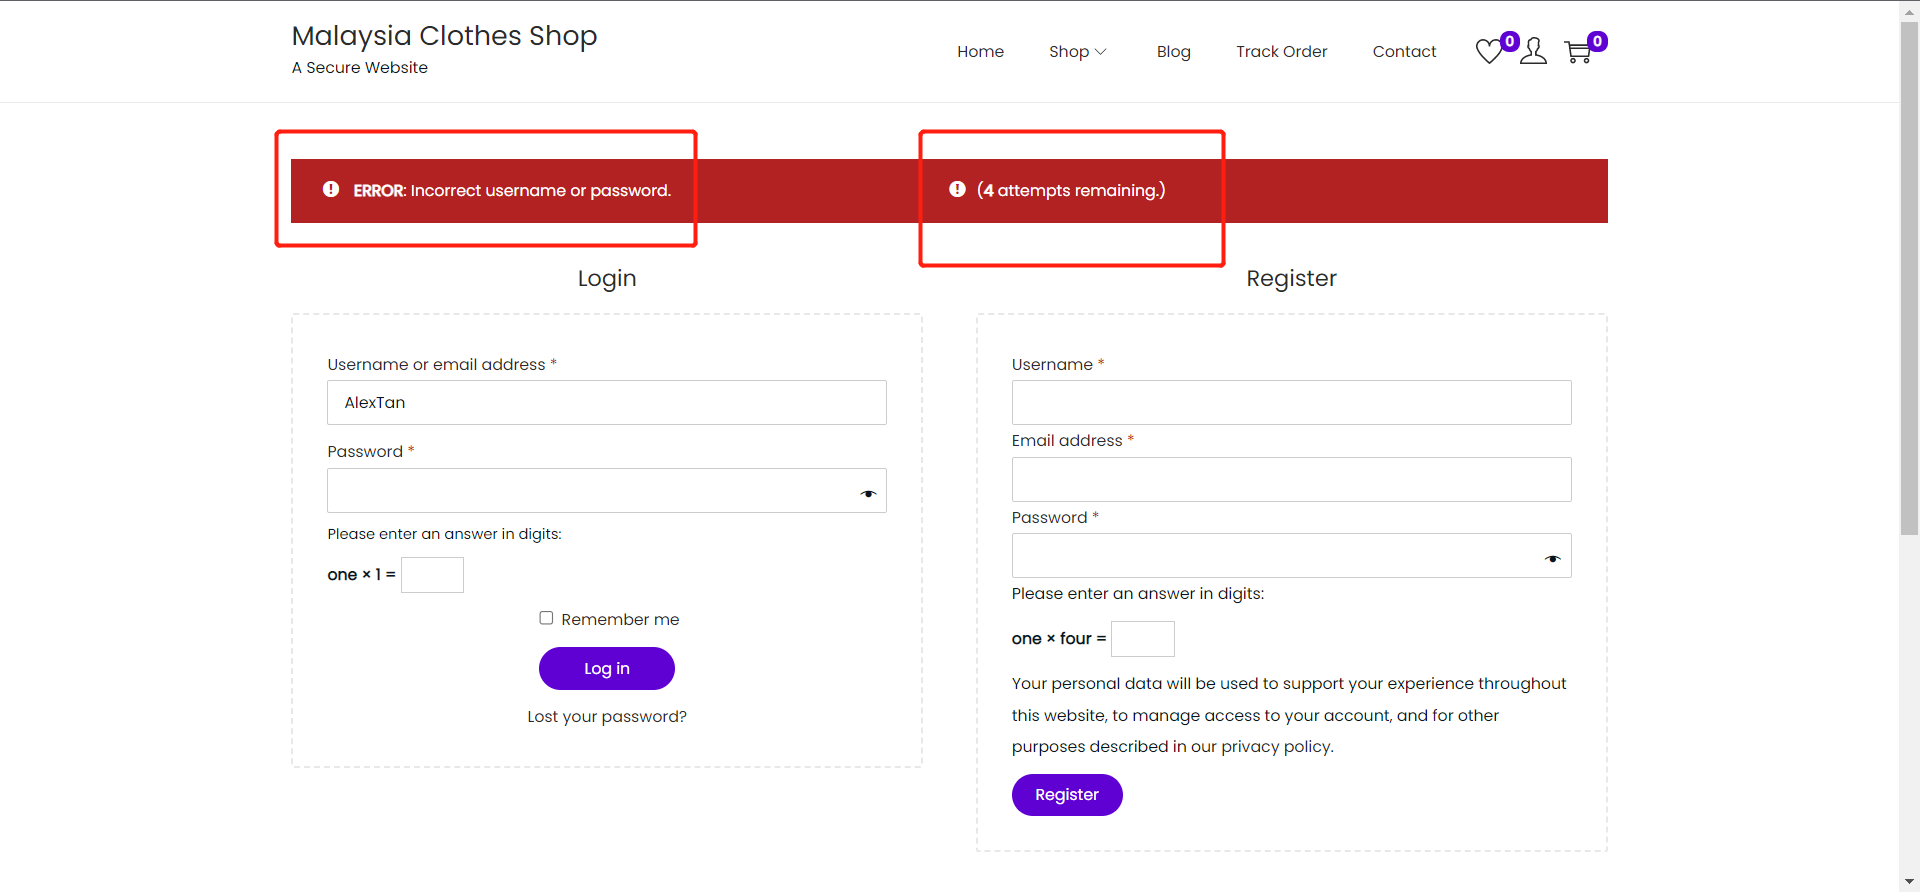 Malaysia Clothes Shop
A Secure Website
Home
Shop
Blog
Track Order
Contact
0
0
ERROR: Incorrect username or password.
(4 attempts remaining.)
Login
Username or email address *
AlexTan
Password *
Please enter an answer in digits:
one × 1 =
Remember me
Log in
Lost your password?
Register
Username *
Email address *
Password *
Please enter an answer in digits:
one × four =
Your personal data will be used to support your experience throughout
this website, to manage access to your account, and for other
purposes described in our privacy policy.
Register